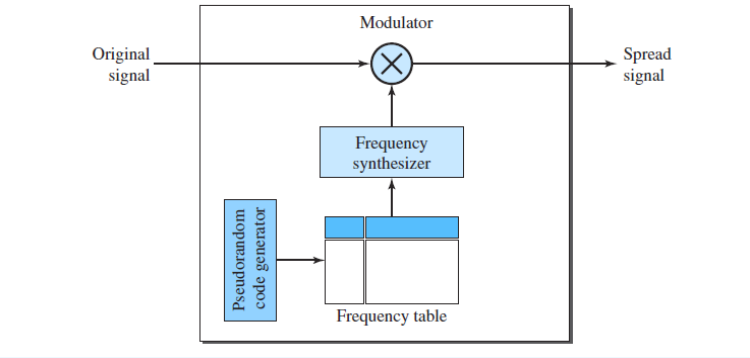 Modulator
Original
signal
Spread
signal
Frequency
synthesizer
Pseudorandom
code generator
Frequency table